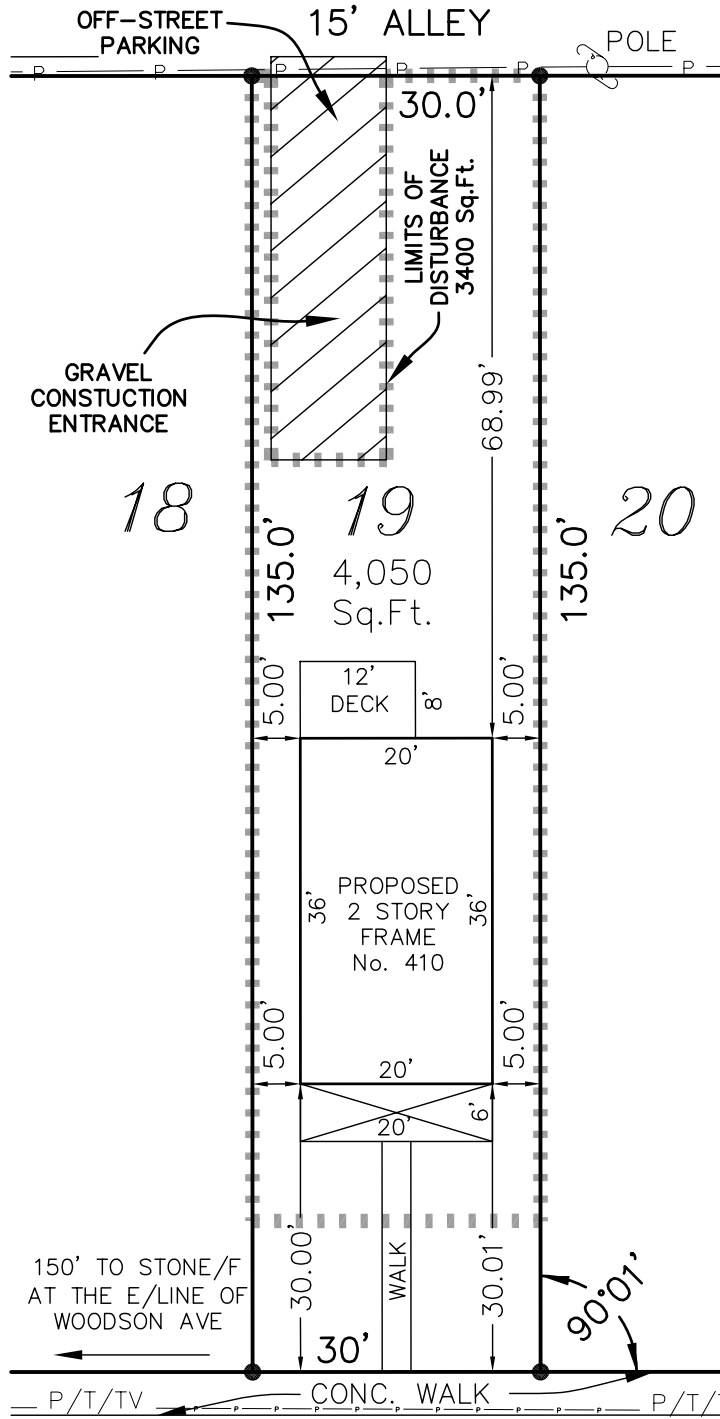 OFF-STREET
PARKING
15' ALLEY
POLE
P P P P P P
30.0'
LIMITS OF
DISTURBANCE
3400 Sq.Ft.
GRAVEL
CONSTUCTION
ENTRANCE
68.99'
18
19
20
135.0'
135.0'
4,050
Sq.Ft.
5.00'
12'
DECK
8'
5.00'
20'
36'
PROPOSED
2 STORY
FRAME
No. 410
36'
5.00'
5.00'
20'
20'
6'
150' TO STONE/F
AT THE E/LINE OF
WOODSON AVE
30.00'
WALK
30.01'
90°01'
30'
P/T/TV
CONC. WALK
P P P P P P P P P P P
P/T/T